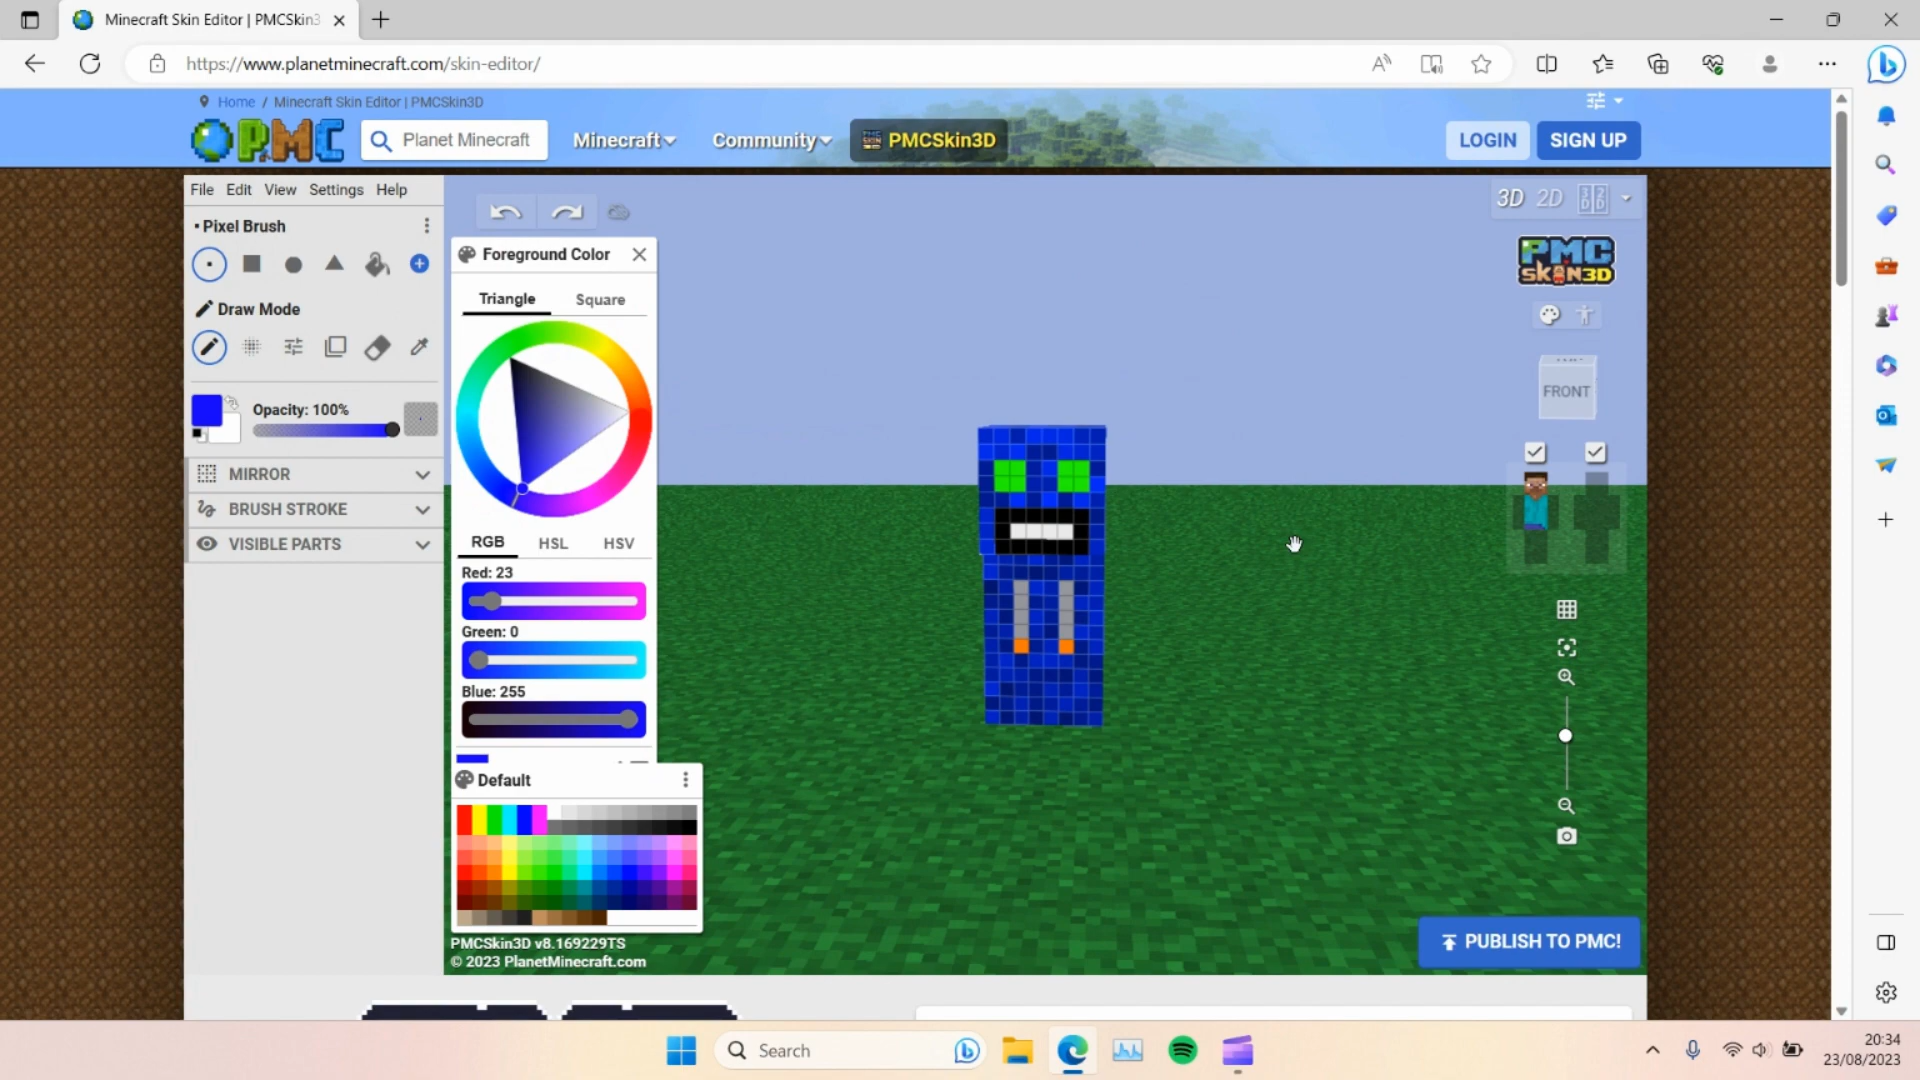 Minecraft Skin Editor | PMCSkin3
https://www.planetminecraft.com/skin-editor/
Home / Minecraft Skin Editor | PMCSkin3D
PMC
Planet Minecraft
Minecraft
Community
PMCSkin3D
LOGIN
SIGN UP
File Edit View Settings Help
3D 2D
Pixel Brush
Foreground Color
PMC
SKIN3D
Triangle
Square
Draw Mode
FRONT
Opacity: 100%
MIRROR
BRUSH STROKE
VISIBLE PARTS
RGB
HSL
HSV
Red: 23
Green: 0
Blue: 255
Default
PMCSkin3D v8.169229TS
© 2023 PlanetMinecraft.com
PUBLISH TO PMC!
Search
20:34
23/08/2023